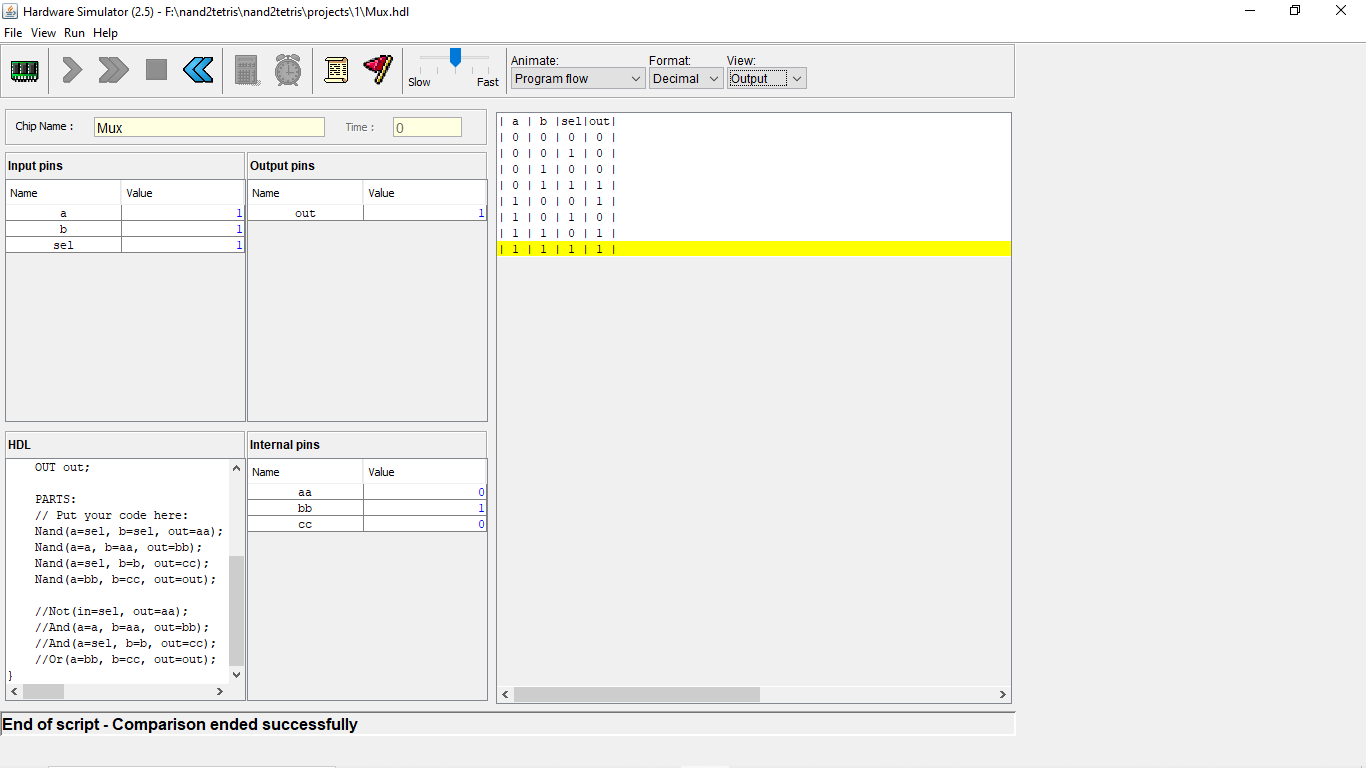 Hardware Simulator (2.5) - F:\nand2tetris\nand2tetris\projects\1\Mux.hdl
File View Run Help
Slow Fast
Animate: Format: View:
Program flow Decimal Output
Chip Name : Mux Time : 0
Input pins
Name Value
a 1
b 1
sel 1
Output pins
Name Value
out 1
| a | b |sel|out|
| 0 | 0 | 0 | 0 |
| 0 | 0 | 1 | 0 |
| 0 | 1 | 0 | 0 |
| 0 | 1 | 1 | 1 |
| 1 | 0 | 0 | 1 |
| 1 | 0 | 1 | 0 |
| 1 | 1 | 0 | 1 |
| 1 | 1 | 1 | 1 |
HDL
OUT out;
PARTS:
// Put your code here:
Nand(a=sel, b=sel, out=aa);
Nand(a=a, b=aa, out=bb);
Nand(a=sel, b=b, out=cc);
Nand(a=bb, b=cc, out=out);
//Not(in=sel, out=aa);
//And(a=a, b=aa, out=bb);
//And(a=sel, b=b, out=cc);
//Or(a=bb, b=cc, out=out);
}
Internal pins
Name Value
aa 0
bb 1
cc 0
End of script - Comparison ended successfully